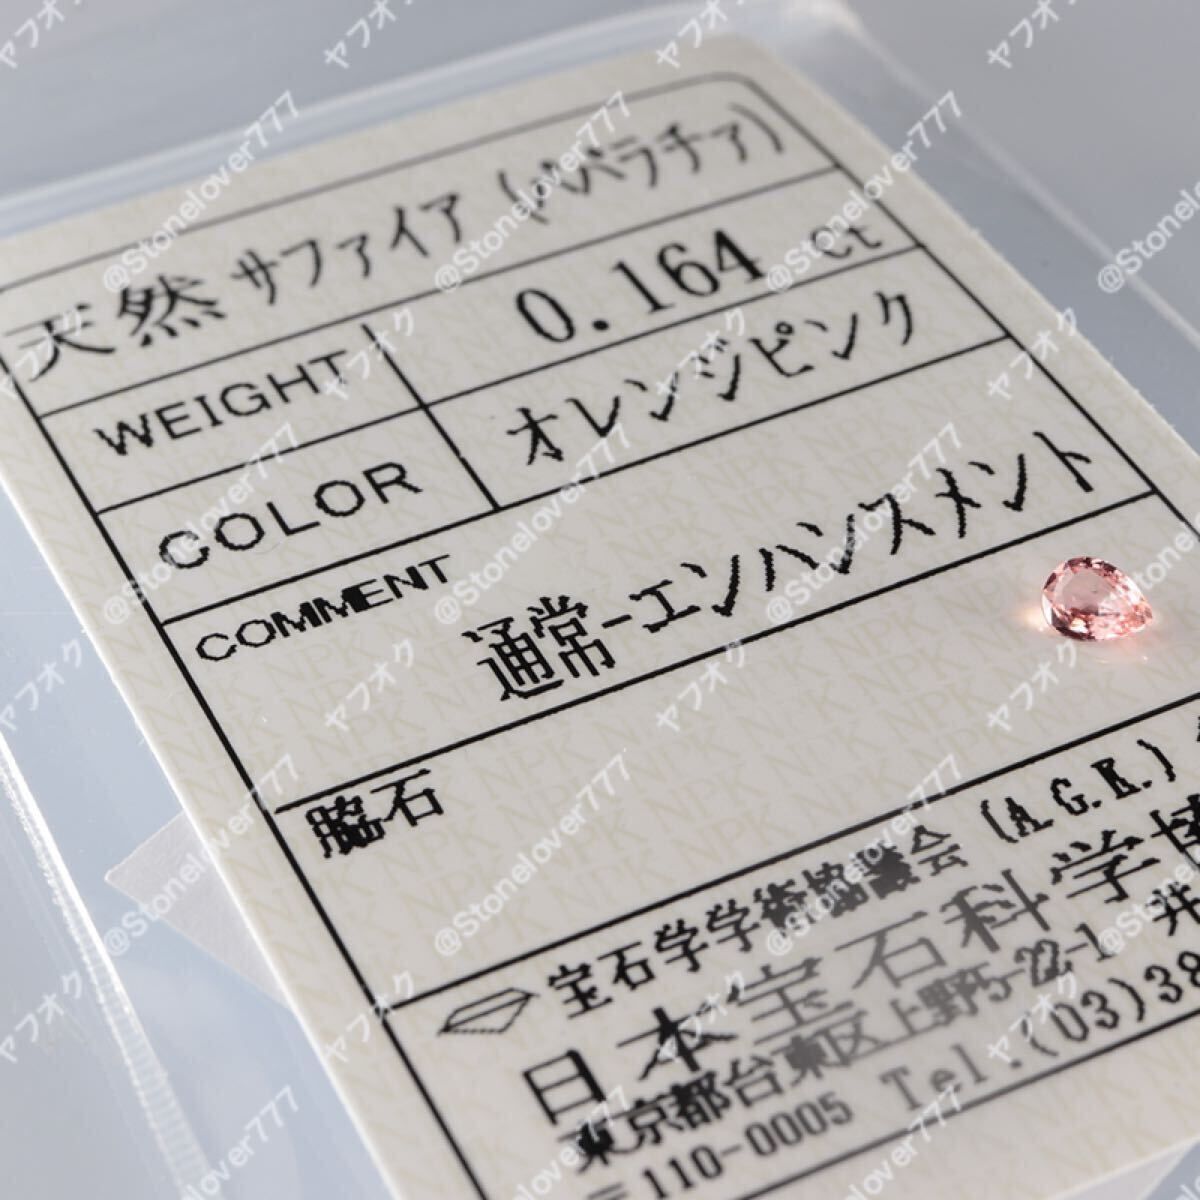 天然サファイア (パパラチァ)
WEIGHT 0.164 ct
COLOR オレンジピンク
COMMENT
通常-エンハンスメント
脇石
宝石学学術協議会 (A.G.R.)
日本宝石科学
東京都台東区上野5-22-1 井
〒110-0005 Tel.(03)38
ヤフオク
@Stonelover777